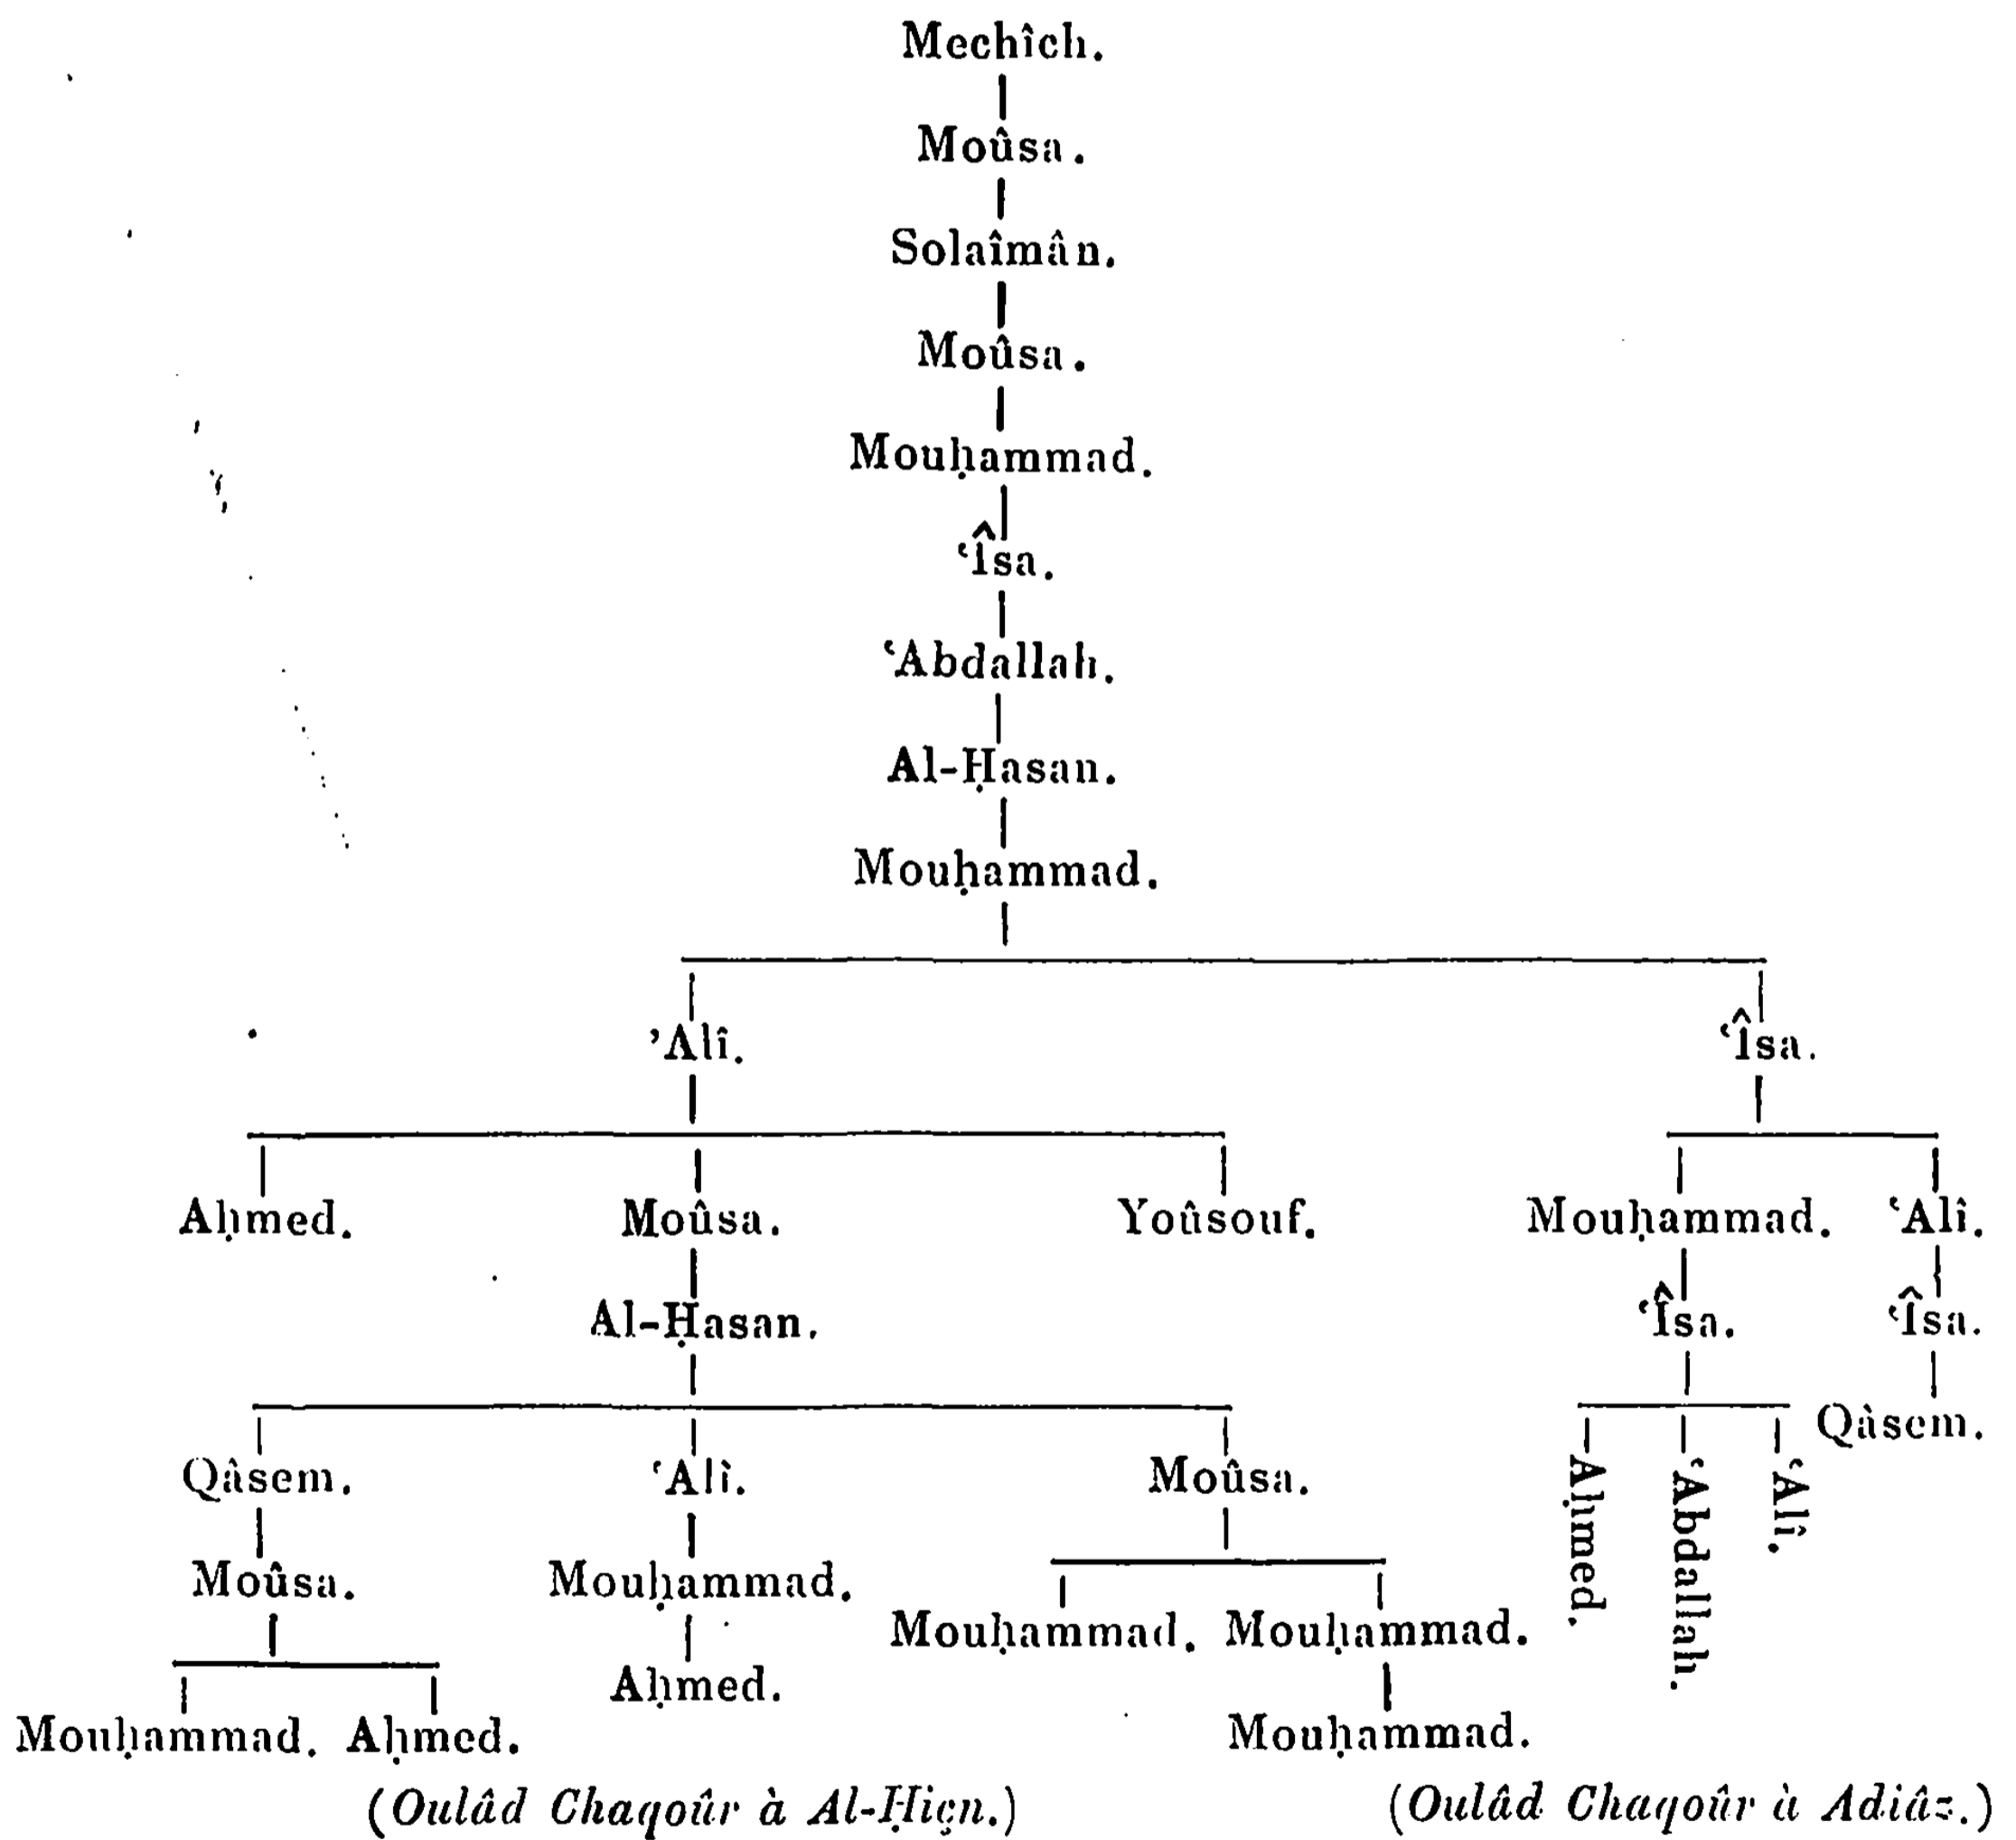 Mechîch.
Moûsa.
Solaîmân.
Moûsa.
Mouḥammad.
ʿÎsa.
ʿAbdallah.
Al-Ḥasan.
Mouḥammad.
ʾAlî. ʿÎsa.
Aḥmed. Moûsa. Yoûsouf. Mouḥammad. ʿAlî.
Al-Ḥasan. ʿÎsa. ʿÎsa.
Qâsem.
Qâsem. ʿAlî. Moûsa. Aḥmed. ʿAbdallah. ʿAlî.
Moûsa. Mouḥammad.
Mouḥammad. Mouḥammad.
Aḥmed.
Mouḥammad. Aḥmed. Mouḥammad.
(Oulâd Chaqoûr à Al-Ḥiçn.) (Oulâd Chaqoûr à Adiâz.)